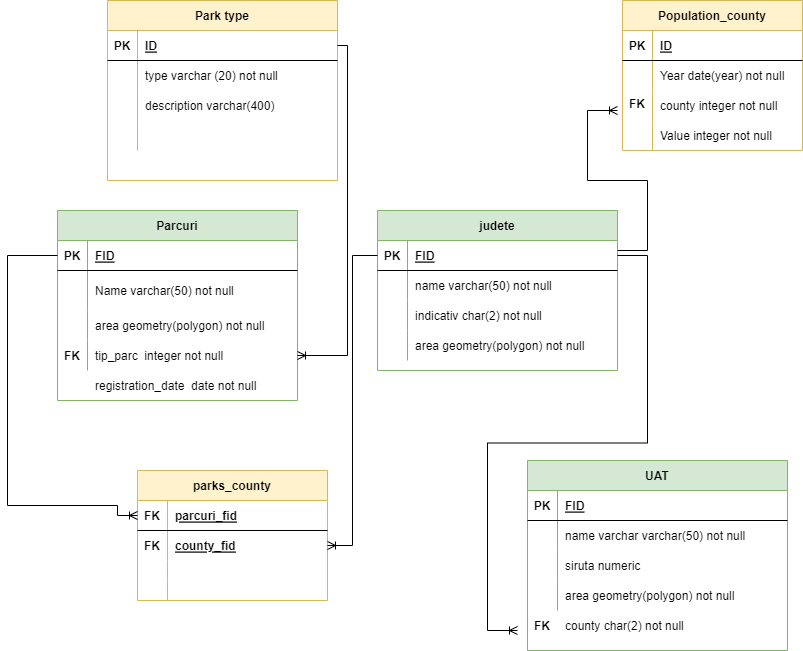 Park type
PK ID
type varchar (20) not null
description varchar(400)
Population_county
PK ID
Year date(year) not null
FK county integer not null
Value integer not null
Parcuri
PK FID
Name varchar(50) not null
area geometry(polygon) not null
FK tip_parc integer not null
registration_date date not null
judete
PK FID
name varchar(50) not null
indicativ char(2) not null
area geometry(polygon) not null
parks_county
FK parcuri_fid
FK county_fid
UAT
PK FID
name varchar varchar(50) not null
siruta numeric
area geometry(polygon) not null
FK county char(2) not null